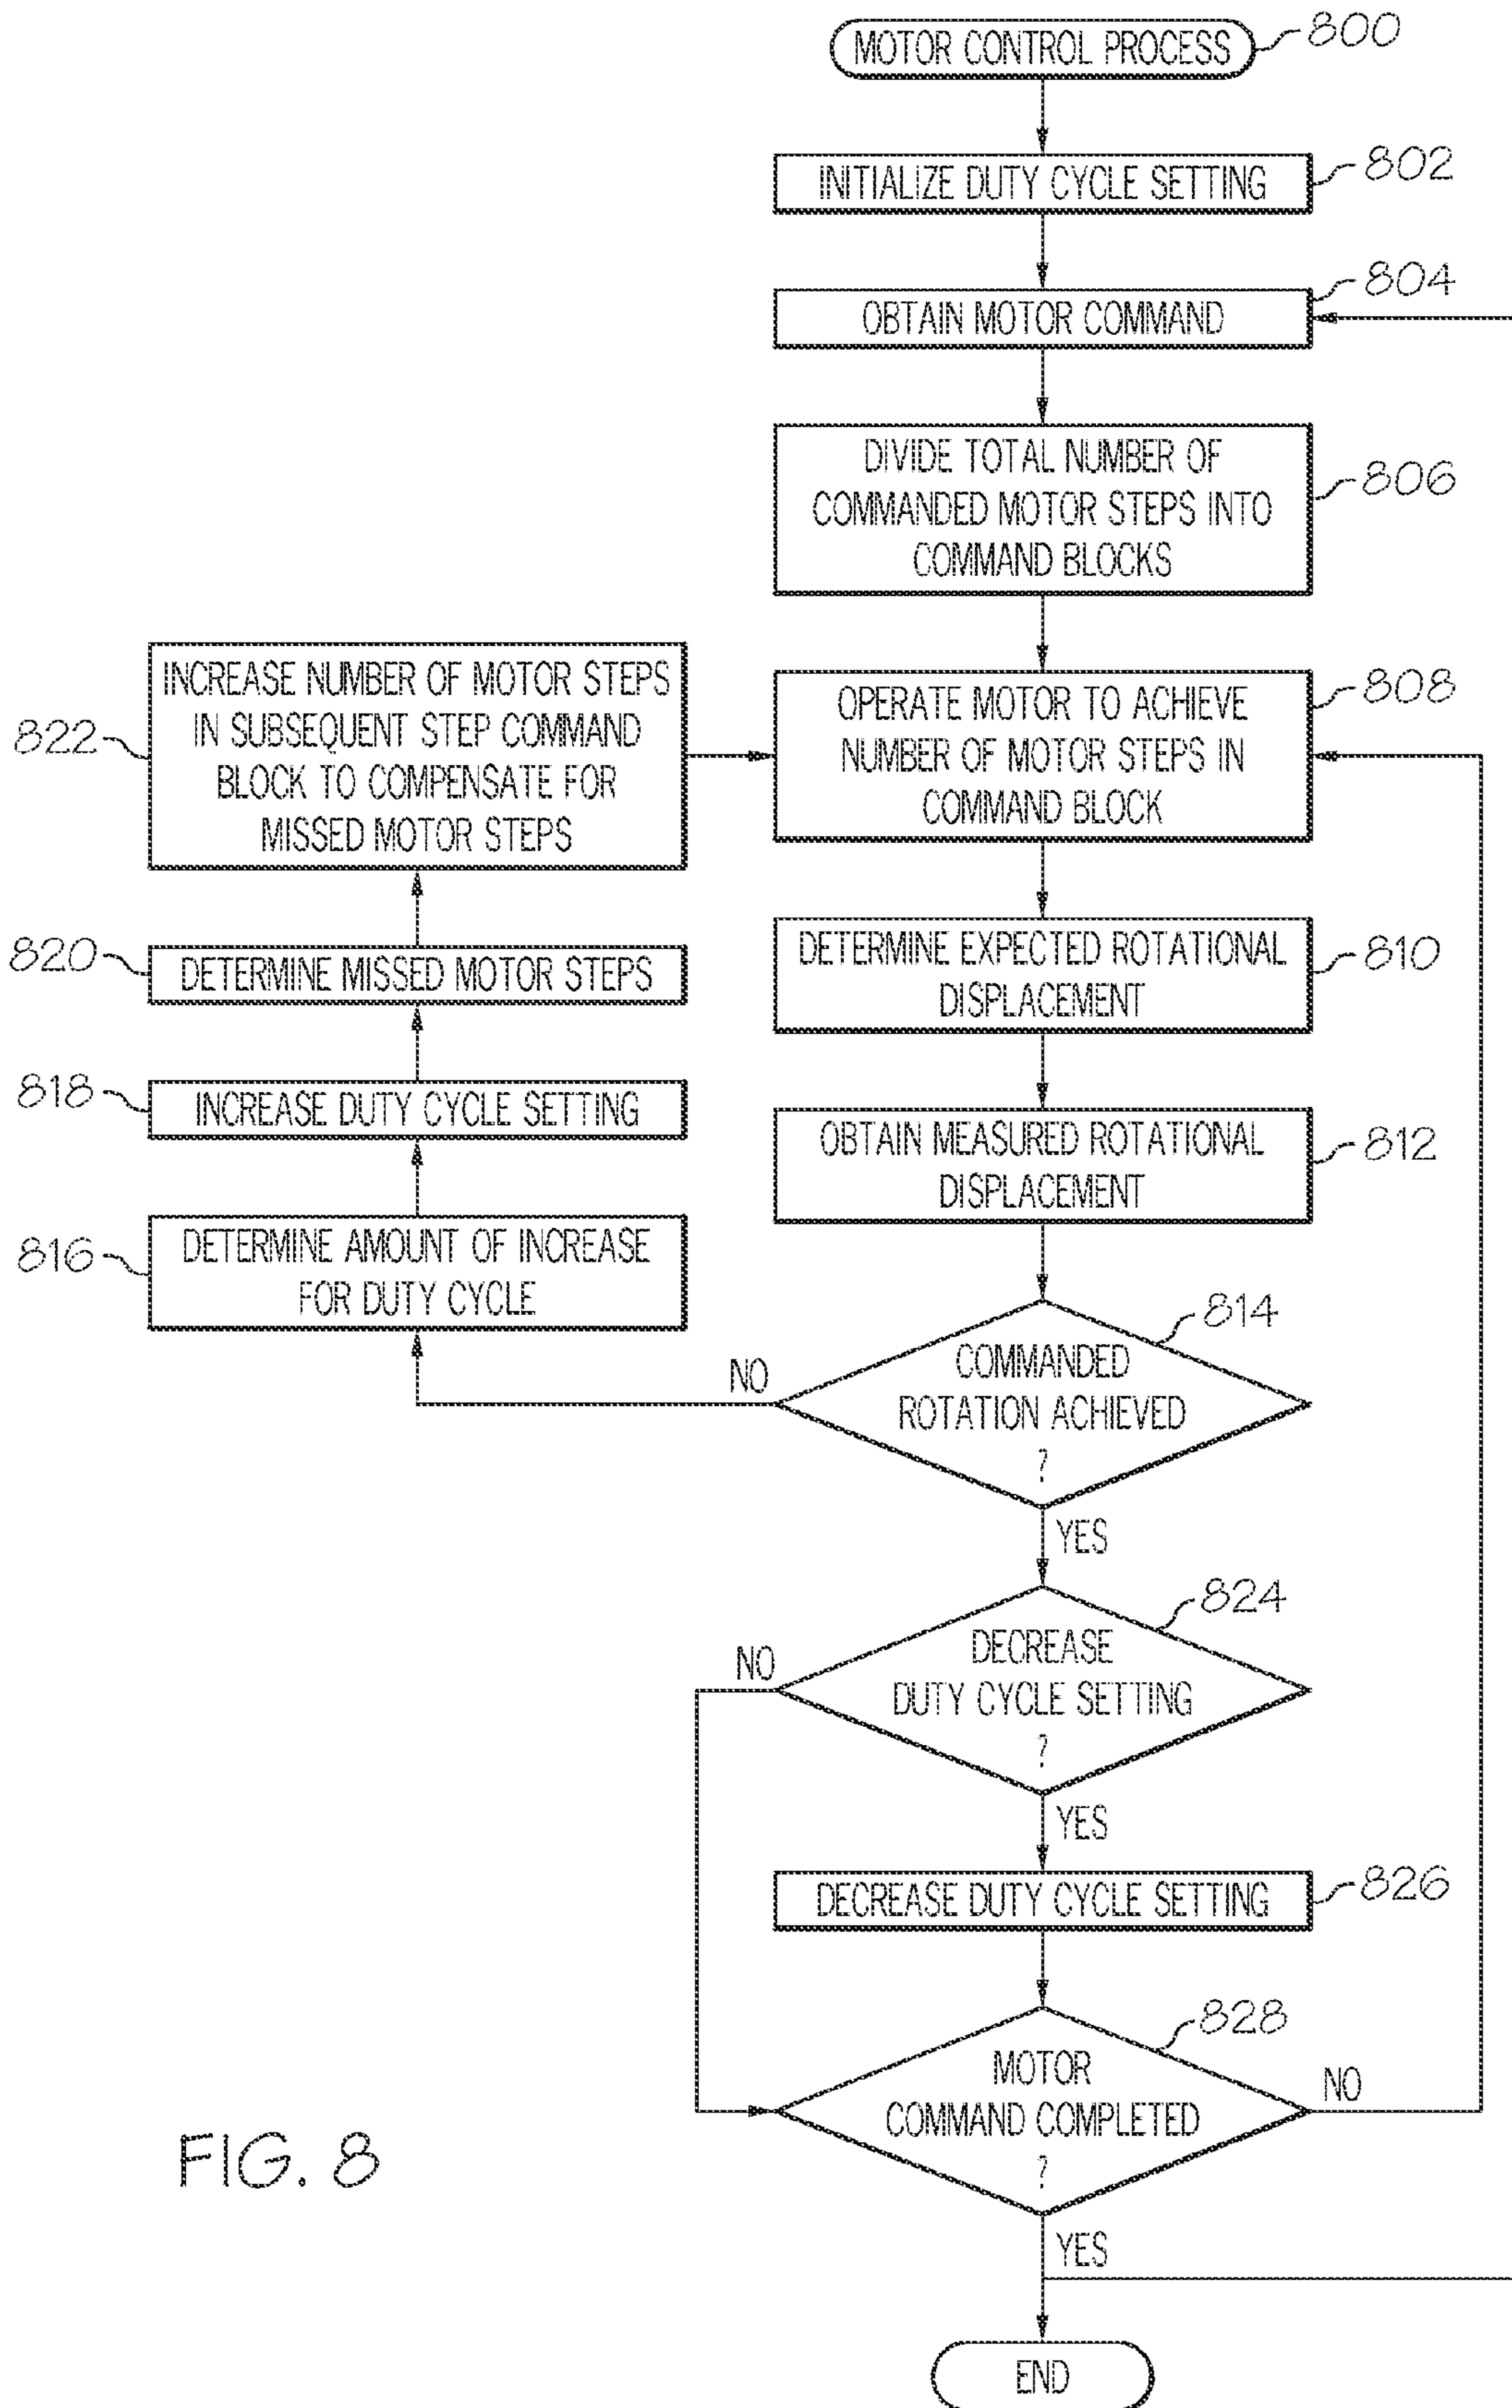 MOTOR CONTROL PROCESS
800
INITIALIZE DUTY CYCLE SETTING
802
OBTAIN MOTOR COMMAND
804
DIVIDE TOTAL NUMBER OF
COMMANDED MOTOR STEPS INTO
COMMAND BLOCKS
806
OPERATE MOTOR TO ACHIEVE
NUMBER OF MOTOR STEPS IN
COMMAND BLOCK
808
DETERMINE EXPECTED ROTATIONAL
DISPLACEMENT
810
OBTAIN MEASURED ROTATIONAL
DISPLACEMENT
812
COMMANDED
ROTATION ACHIEVED
?
814
NO
YES
DETERMINE AMOUNT OF INCREASE
FOR DUTY CYCLE
816
INCREASE DUTY CYCLE SETTING
818
DETERMINE MISSED MOTOR STEPS
820
INCREASE NUMBER OF MOTOR STEPS
IN SUBSEQUENT STEP COMMAND
BLOCK TO COMPENSATE FOR
MISSED MOTOR STEPS
822
DECREASE
DUTY CYCLE SETTING
?
824
NO
YES
DECREASE DUTY CYCLE SETTING
826
MOTOR
COMMAND COMPLETED
?
828
NO
YES
END
FIG. 8